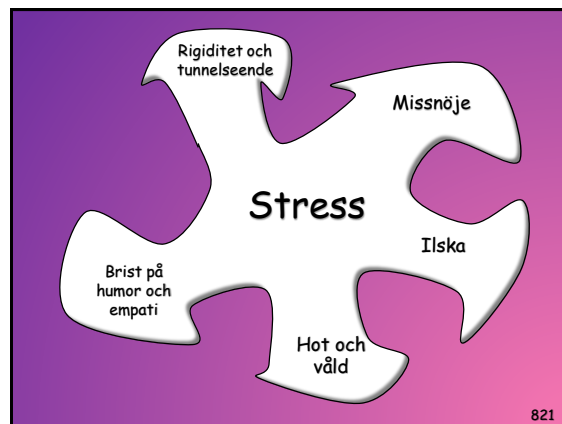 Rigiditet och
tunnelseende
Missnöje
Stress
Ilska
Brist på
humor och
empati
Hot och
våld
821